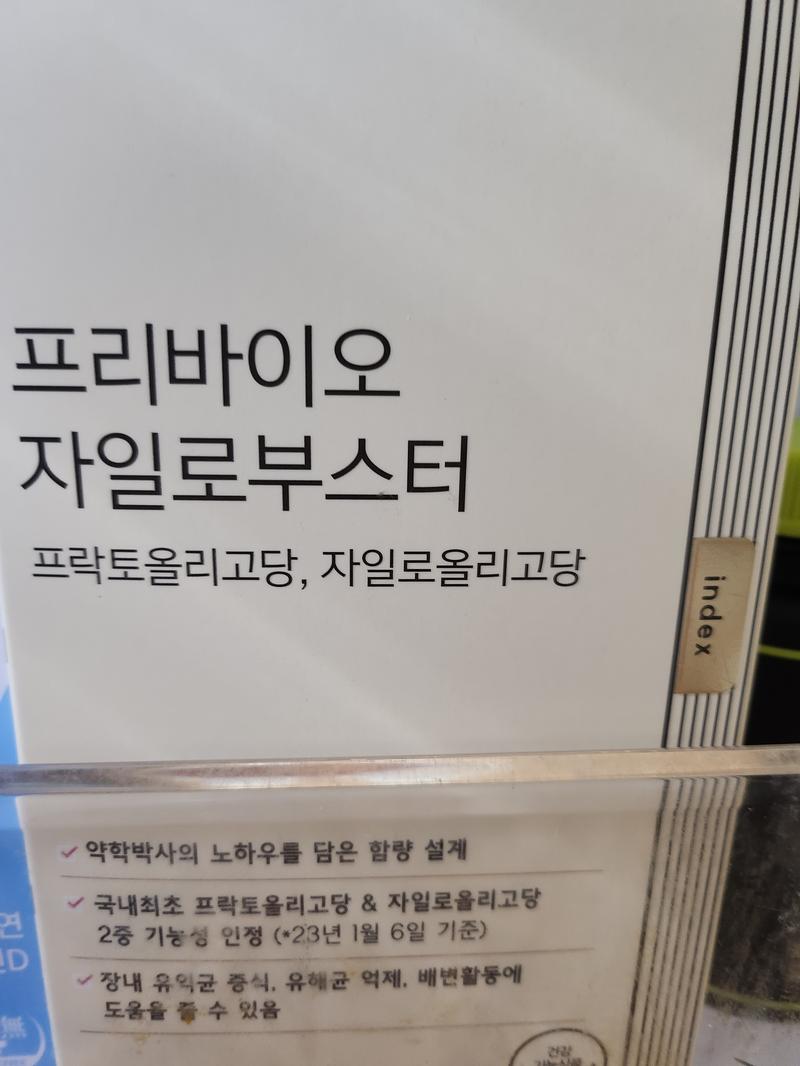 프리바이오
자일로부스터
프락토올리고당, 자일로올리고당
index
약학박사의 노하우를 담은 함량 설계
국내최초 프락토올리고당 & 자일로올리고당
2중 기능성 인정 (*23년 1월 6일 기준)
장내 유익균 증식, 유해균 억제, 배변활동에
도움을 줄 수 있음
건강